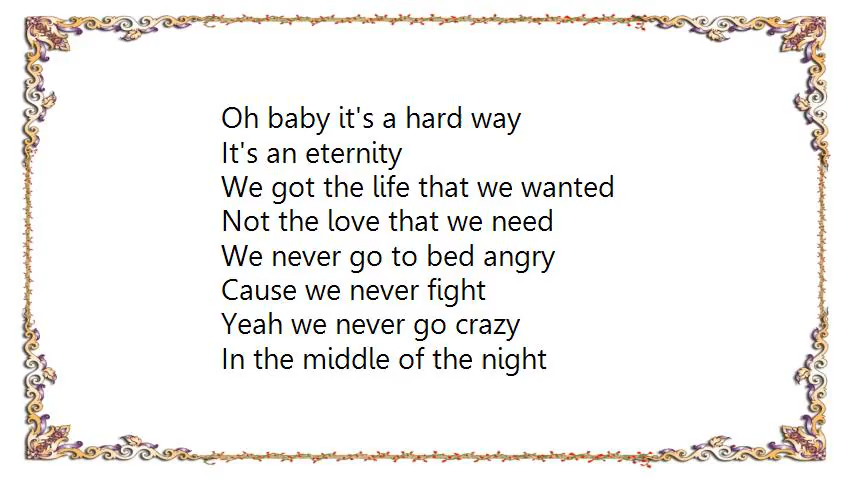 Oh baby it's a hard way
It's an eternity
We got the life that we wanted
Not the love that we need
We never go to bed angry
Cause we never fight
Yeah we never go crazy
In the middle of the night